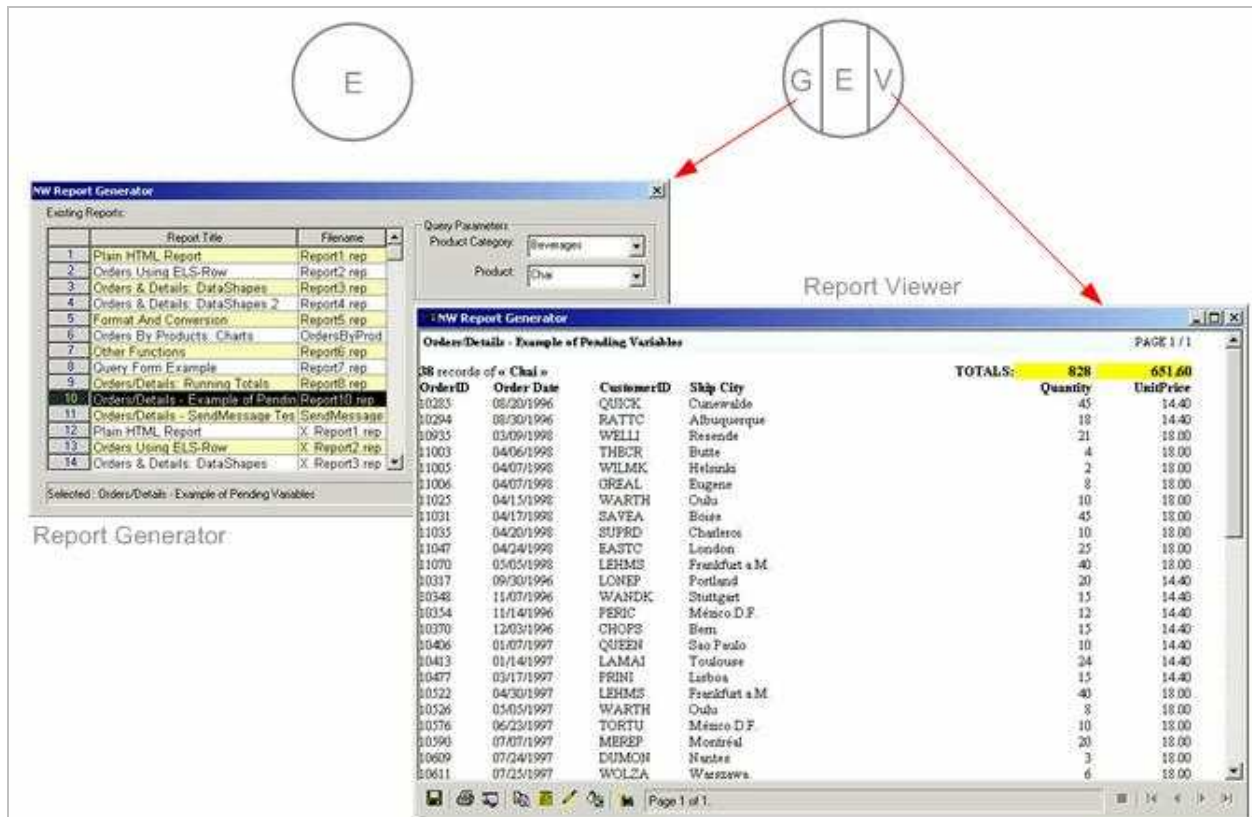 E
G E V
NW Report Generator
Existing Reports:
Report Title Filename
1 Plain HTML Report Report1.rep
2 Orders Using ELS-Row Report2.rep
3 Orders & Details: DataShapes Report3.rep
4 Orders & Details: DataShapes 2 Report4.rep
5 Format And Conversion Report5.rep
6 Orders By Products. Charts OrdersByProd
7 Other Functions Report6.rep
8 Query Form Example Report7.rep
9 Orders/Details: Running Totals Report8.rep
10 Orders/Details - Example of Pendin Report10.rep
11 Orders/Details - SendMessage Tes SendMessage
12 Plain HTML Report X_Report1.rep
13 Orders Using ELS-Row X_Report2.rep
14 Orders & Details: DataShapes X_Report3.rep
Selected : Orders/Details - Example of Pending Variables
Query Parameters
Product Category: Beverages
Product: Chai
Report Generator
Report Viewer
NW Report Generator
Orders/Details - Example of Pending Variables PAGE 1 / 1
38 records of « Chai » TOTALS: 828 651.60
OrderID Order Date CustomerID Ship City Quantity UnitPrice
10285 08/20/1996 QUICK Cunewalde 45 14.40
10294 08/30/1996 RATTC Albuquerque 18 14.40
10935 03/09/1998 WELLI Resende 21 18.00
11003 04/06/1998 THECR Butte 4 18.00
11005 04/07/1998 WILMK Helsinki 2 18.00
11006 04/07/1998 GREAL Eugene 8 18.00
11025 04/15/1998 WARTH Oulu 10 18.00
11031 04/17/1998 SAVEA Boise 45 18.00
11035 04/20/1998 SUPRD Charleroi 10 18.00
11047 04/24/1998 EASTC London 25 18.00
11070 05/05/1998 LEHMS Frankfurt a.M. 40 18.00
10317 09/30/1996 LONEP Portland 20 14.40
10348 11/07/1996 WANDK Stuttgart 15 14.40
10354 11/14/1996 PERIC México D.F. 12 14.40
10370 12/03/1996 CHOPS Bern 15 14.40
10406 01/07/1997 QUEEN Sao Paulo 10 14.40
10413 01/14/1997 LAMAI Toulouse 24 14.40
10477 03/17/1997 PRINI Lisboa 15 14.40
10522 04/30/1997 LEHMS Frankfurt a.M. 40 18.00
10526 05/05/1997 WARTH Oulu 8 18.00
10576 06/23/1997 TORTU México D.F. 10 18.00
10590 07/07/1997 MEREP Montréal 20 18.00
10609 07/24/1997 DUMON Nantes 3 18.00
10611 07/25/1997 WOLZA Warszawa 6 18.00
Page 1 of 1.